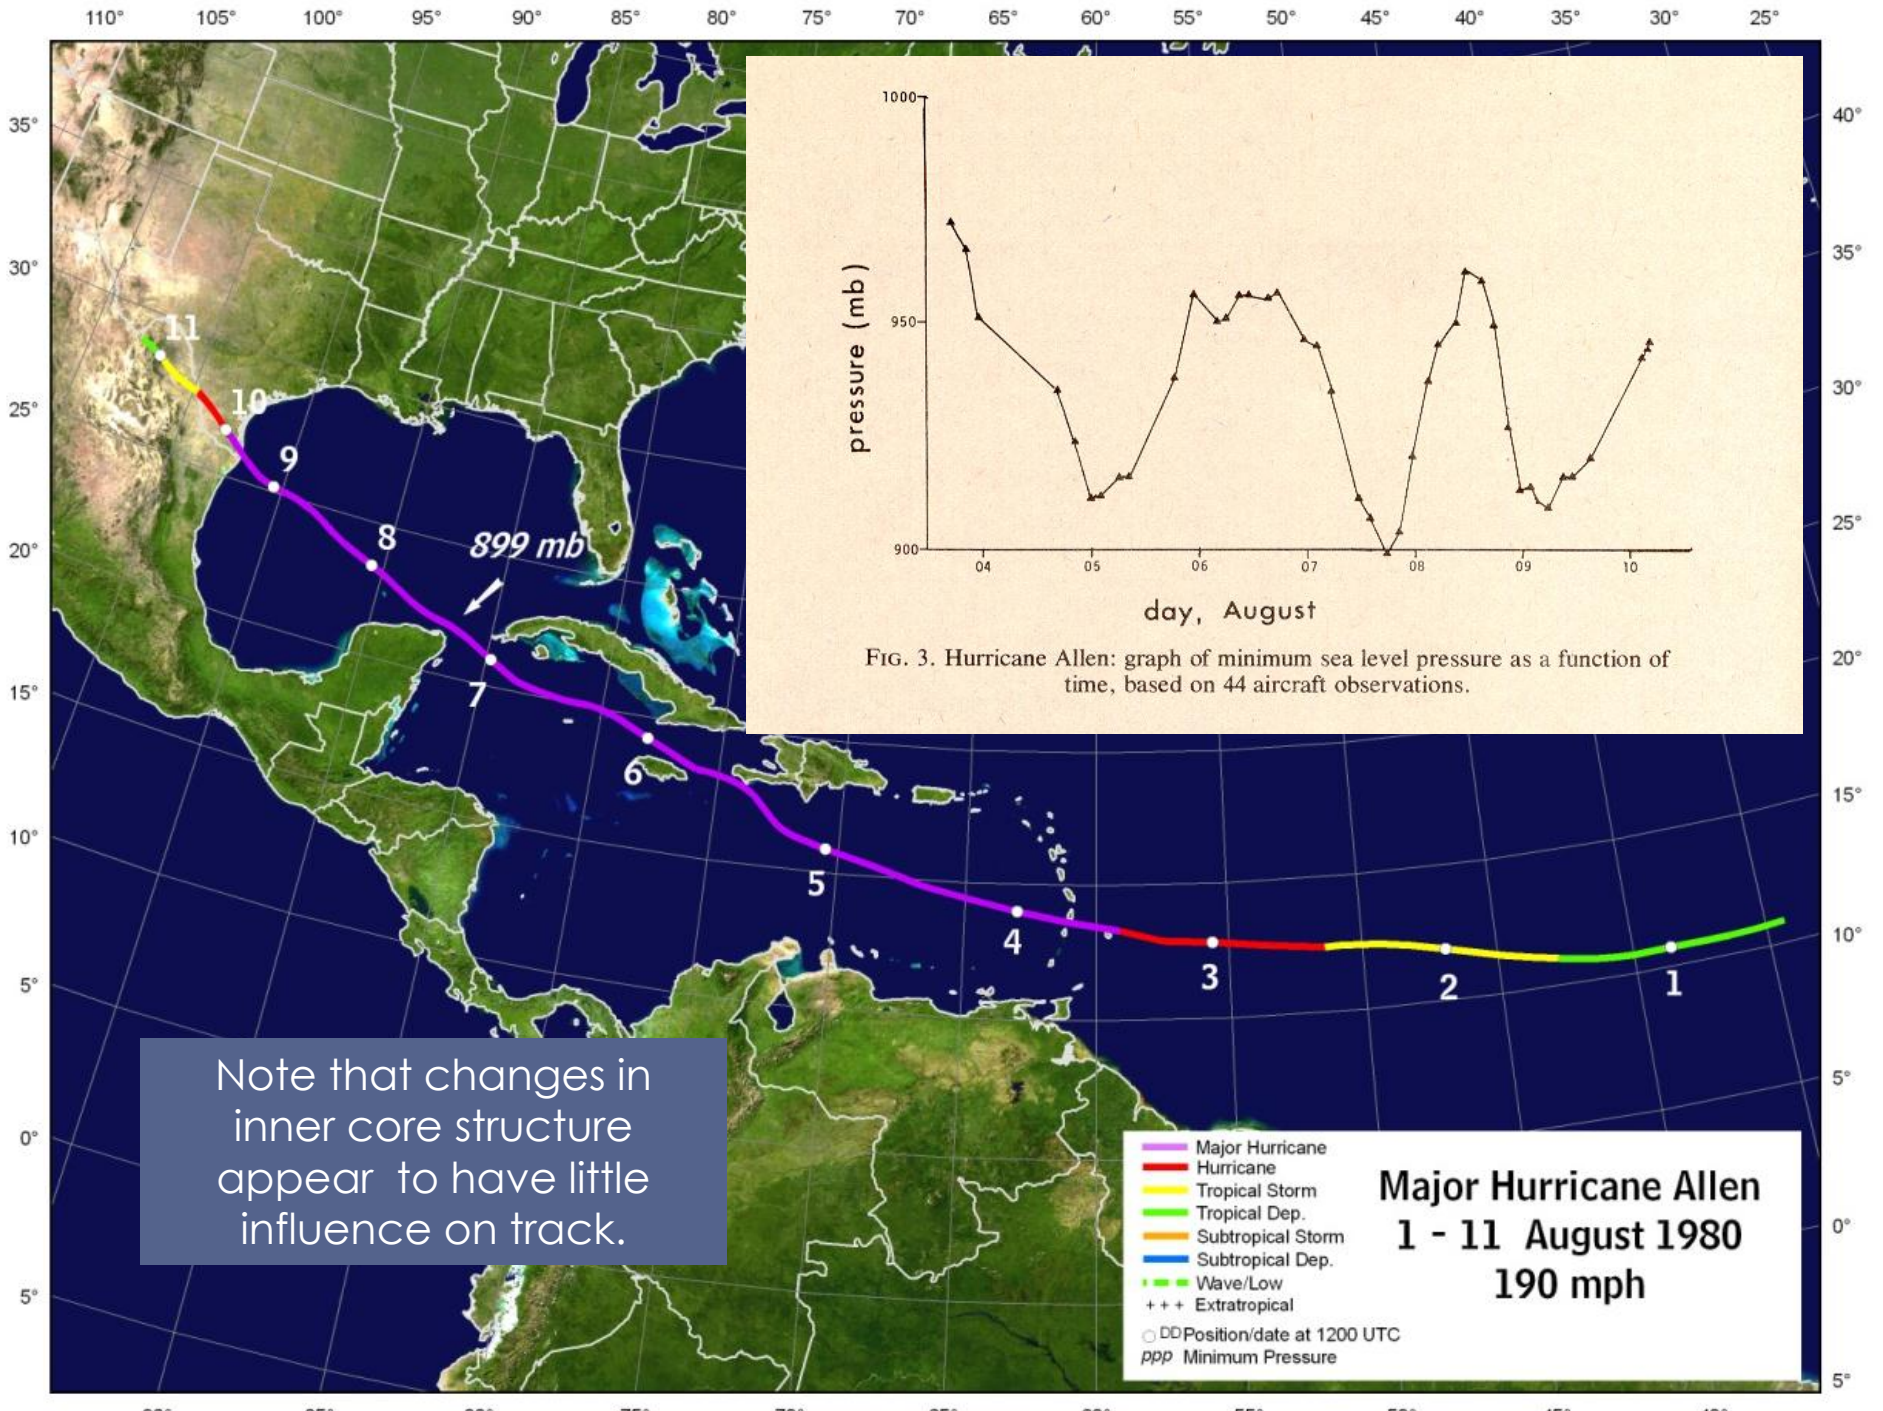 110° 105° 100° 95° 90° 85° 80° 75° 70° 65° 60° 55° 50° 45° 40° 35° 30° 25°
35°
30°
25°
20°
15°
10°
5°
0°
5°
40°
35°
30°
25°
20°
15°
10°
5°
0°
5°
1000
950
900
pressure (mb)
04 05 06 07 08 09 10
day, August
FIG. 3. Hurricane Allen: graph of minimum sea level pressure as a function of
time, based on 44 aircraft observations.
11
10
9
8
899 mb
7
6
5
4
3
2
1
Note that changes in
inner core structure
appear to have little
influence on track.
Major Hurricane
Hurricane
Tropical Storm
Tropical Dep.
Subtropical Storm
Subtropical Dep.
Wave/Low
+++ Extratropical
DD Position/date at 1200 UTC
ppp Minimum Pressure
Major Hurricane Allen
1 - 11 August 1980
190 mph